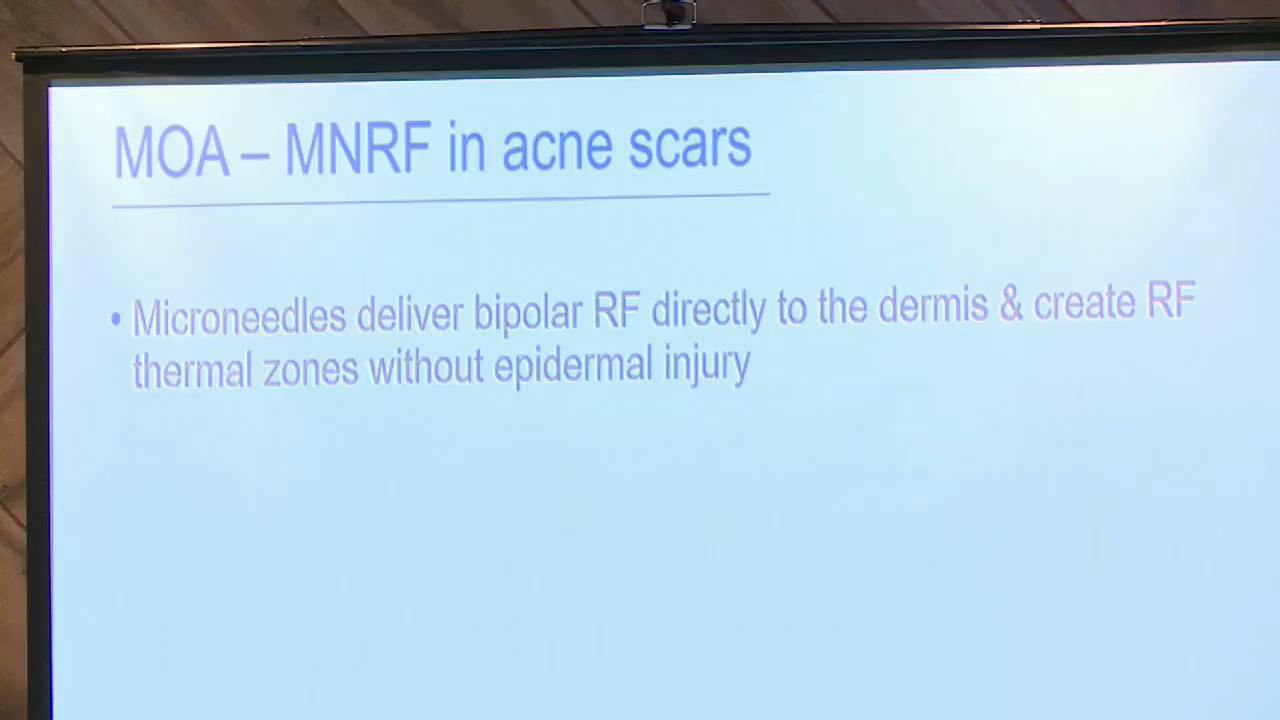 MOA – MNRF in acne scars
• Microneedles deliver bipolar RF directly to the dermis & create RF
thermal zones without epidermal injury